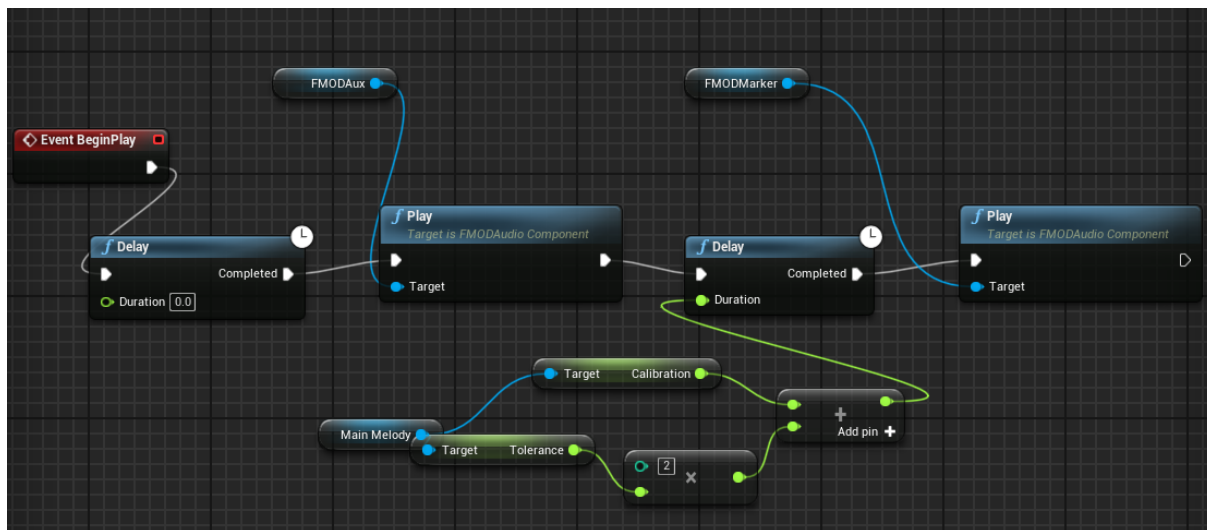 FMODAux
FMODMarker
Event BeginPlay
f Play
Target is FMODAudio Component
f Play
Target is FMODAudio Component
f Delay
f Delay
Completed
Completed
Target
Target
Duration 0.0
Duration
Target Calibration
Main Melody
Add pin +
Target Tolerance
2